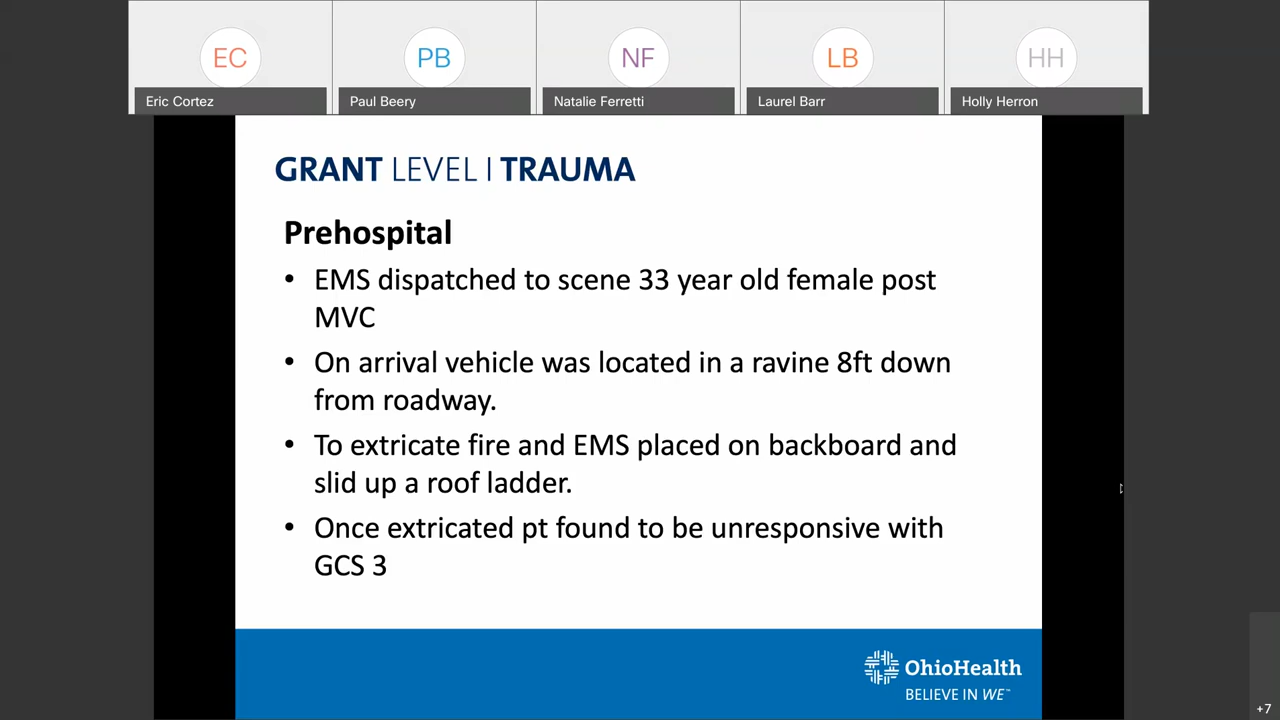 EC
PB
NF
LB
HH
Eric Cortez
Paul Beery
Natalie Ferretti
Laurel Barr
Holly Herron
GRANT LEVEL I TRAUMA
Prehospital
• EMS dispatched to scene 33 year old female post
MVC
• On arrival vehicle was located in a ravine 8ft down
from roadway.
• To extricate fire and EMS placed on backboard and
slid up a roof ladder.
• Once extricated pt found to be unresponsive with
GCS 3
OhioHealth
BELIEVE IN WE™
+7